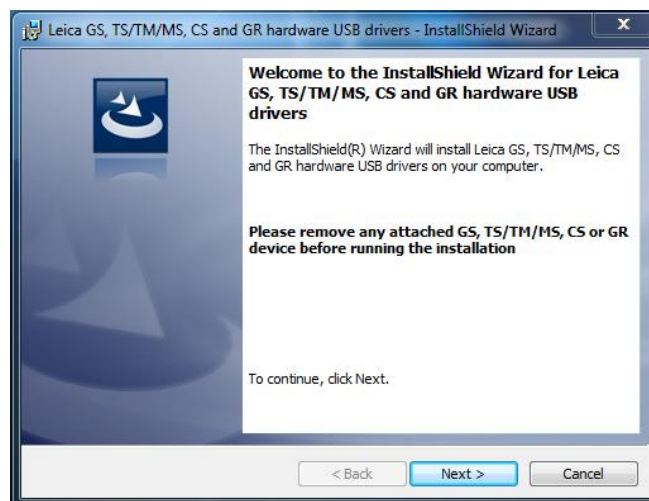 Leica GS, TS/TM/MS, CS and GR hardware USB drivers - InstallShield Wizard
Welcome to the InstallShield Wizard for Leica
GS, TS/TM/MS, CS and GR hardware USB
drivers
The InstallShield(R) Wizard will install Leica GS, TS/TM/MS, CS
and GR hardware USB drivers on your computer.
Please remove any attached GS, TS/TM/MS, CS or GR
device before running the installation
To continue, click Next.
< Back
Next >
Cancel